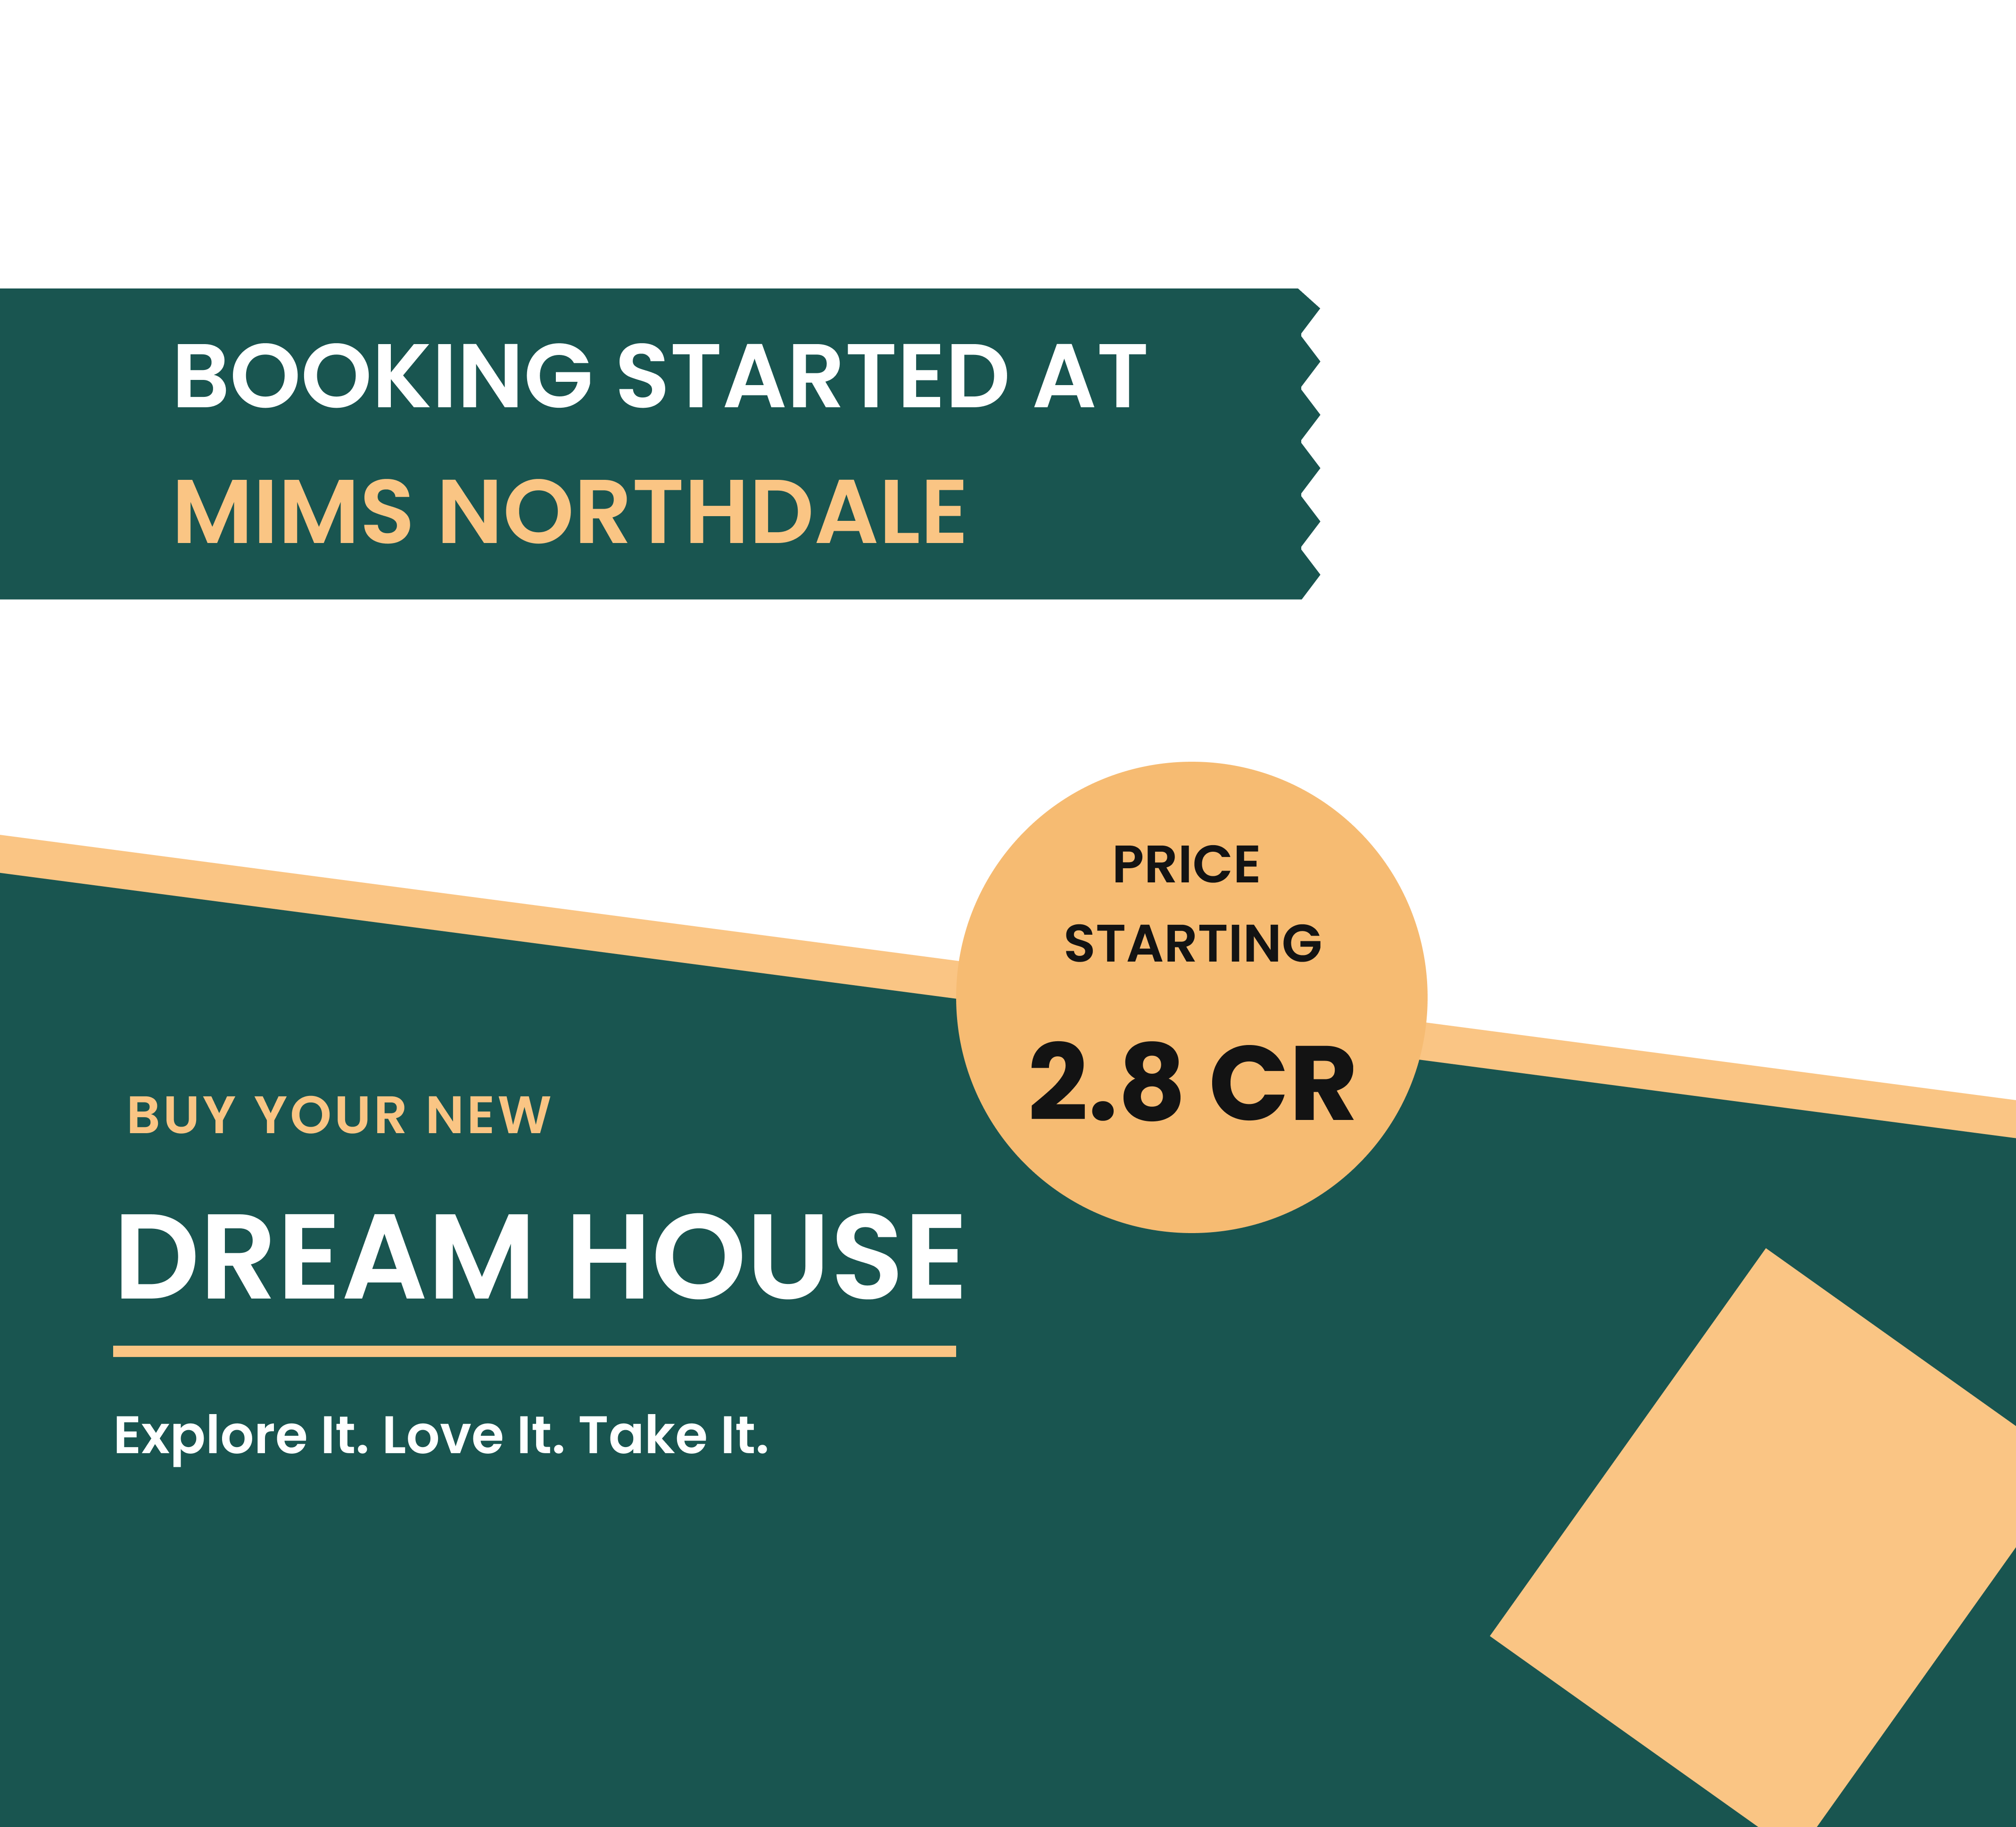 BOOKING STARTED AT
MIMS NORTHDALE
PRICE
STARTING
2.8 CR
BUY YOUR NEW
DREAM HOUSE
Explore It. Love It. Take It.